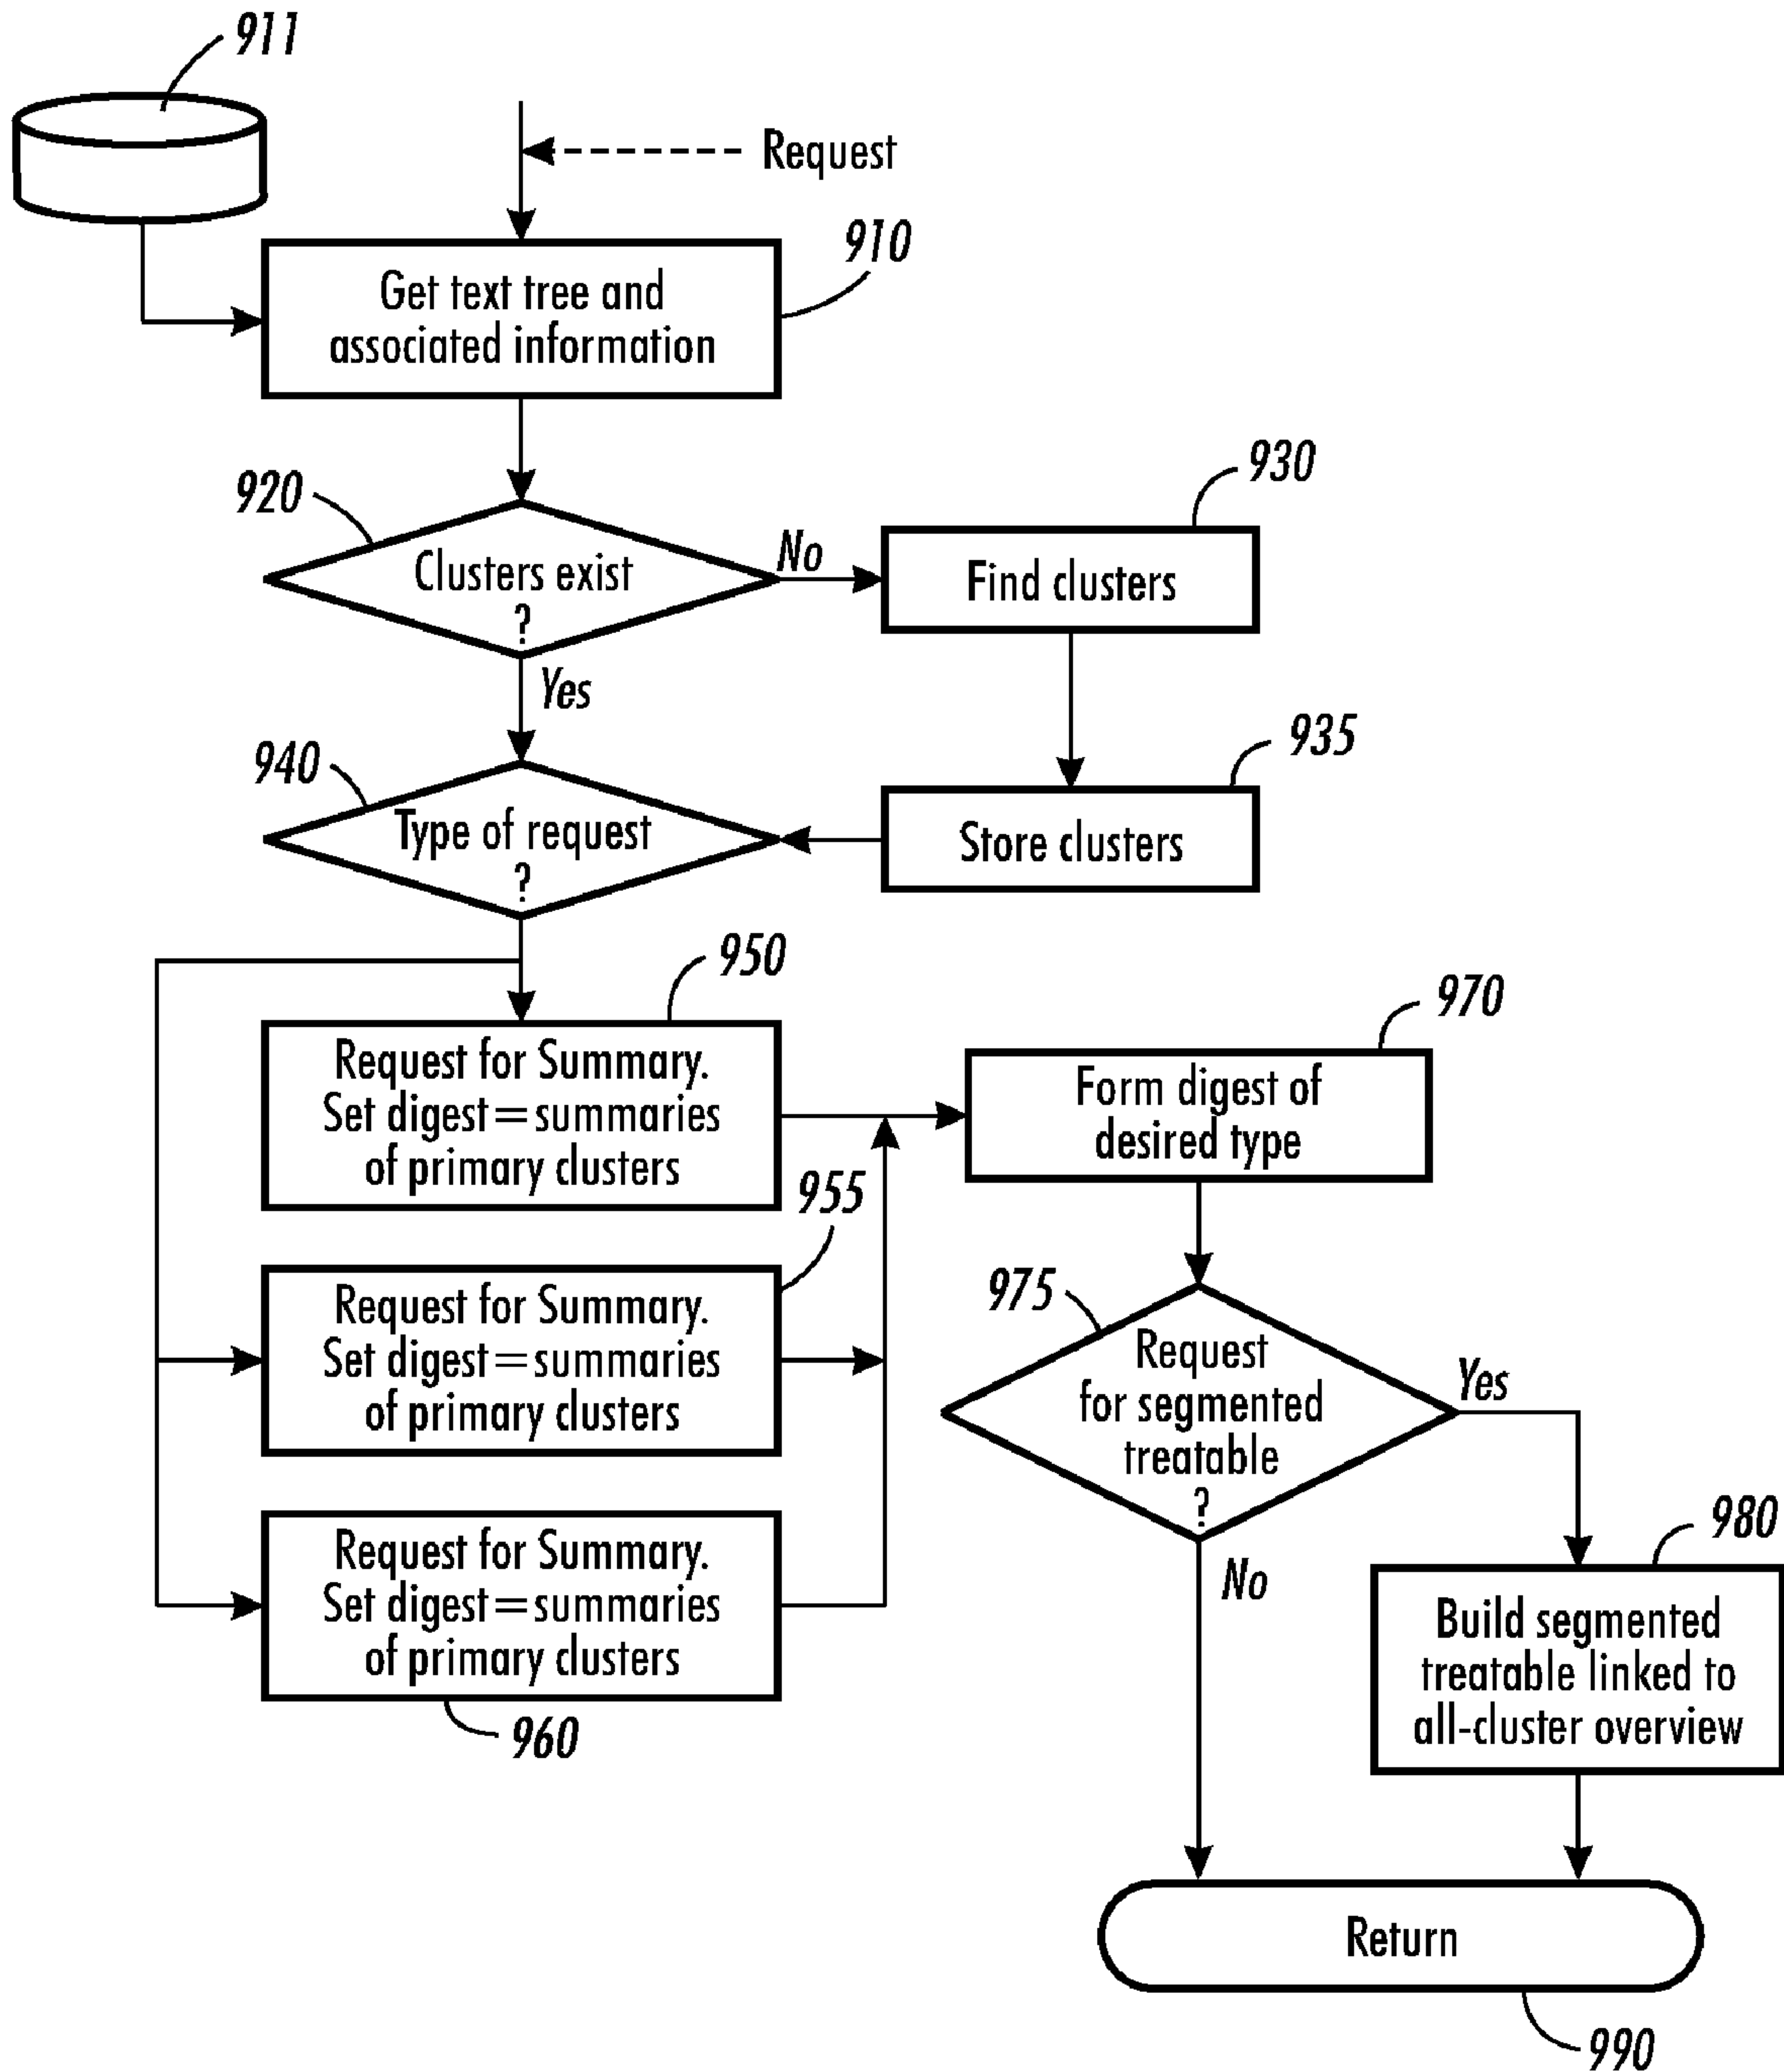 911
Request
910
Get text tree and
associated information
920
Clusters exist
?
No
930
Find clusters
Yes
935
Store clusters
940
Type of request
?
950
Request for Summary.
Set digest=summaries
of primary clusters
955
Request for Summary.
Set digest=summaries
of primary clusters
Request for Summary.
Set digest=summaries
of primary clusters
960
970
Form digest of
desired type
975
Request
for segmented
treatable
?
Yes
No
980
Build segmented
treatable linked to
all-cluster overview
Return
990